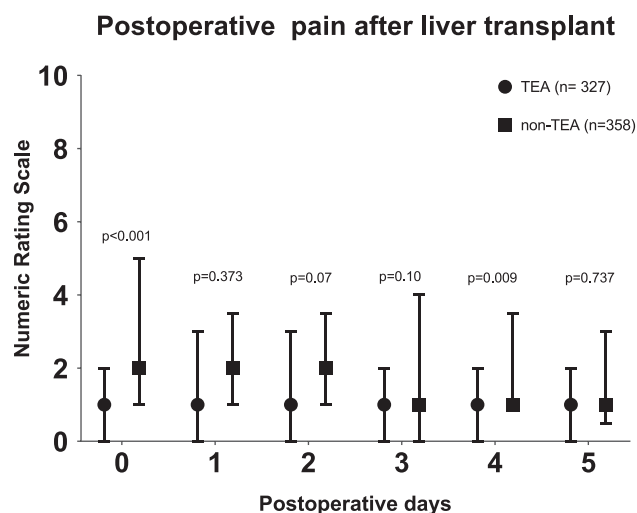 Postoperative pain after liver transplant
10
8
6
4
2
0
Numeric Rating Scale
TEA (n= 327)
non-TEA (n=358)
p<0.001
p=0.373
p=0.07
p=0.10
p=0.009
p=0.737
0 1 2 3 4 5
Postoperative days